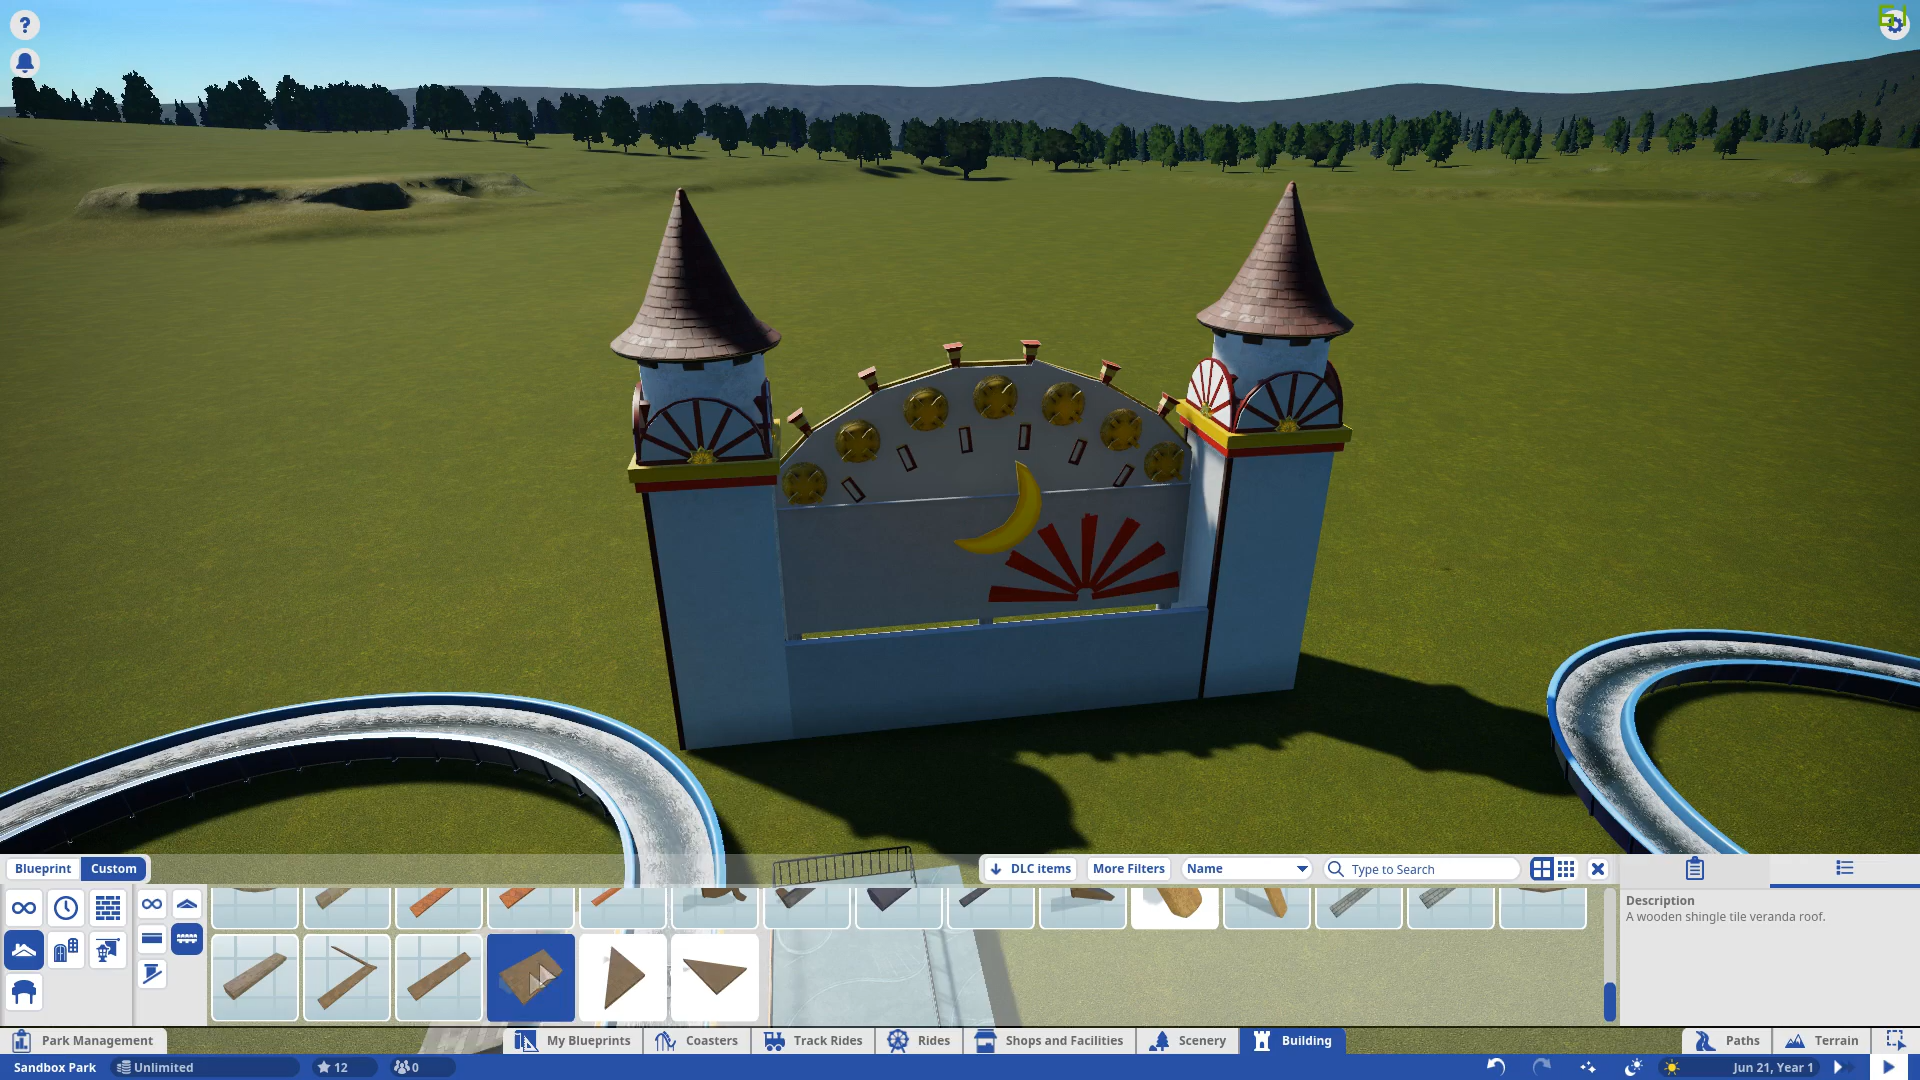 ?
61
Blueprint
Custom
DLC items
More Filters
Name
Type to Search
Description
A wooden shingle tile veranda roof.
Park Management
My Blueprints
Coasters
Track Rides
Rides
Shops and Facilities
Scenery
Building
Paths
Terrain
Sandbox Park
Unlimited
12
0
Jun 21, Year 1